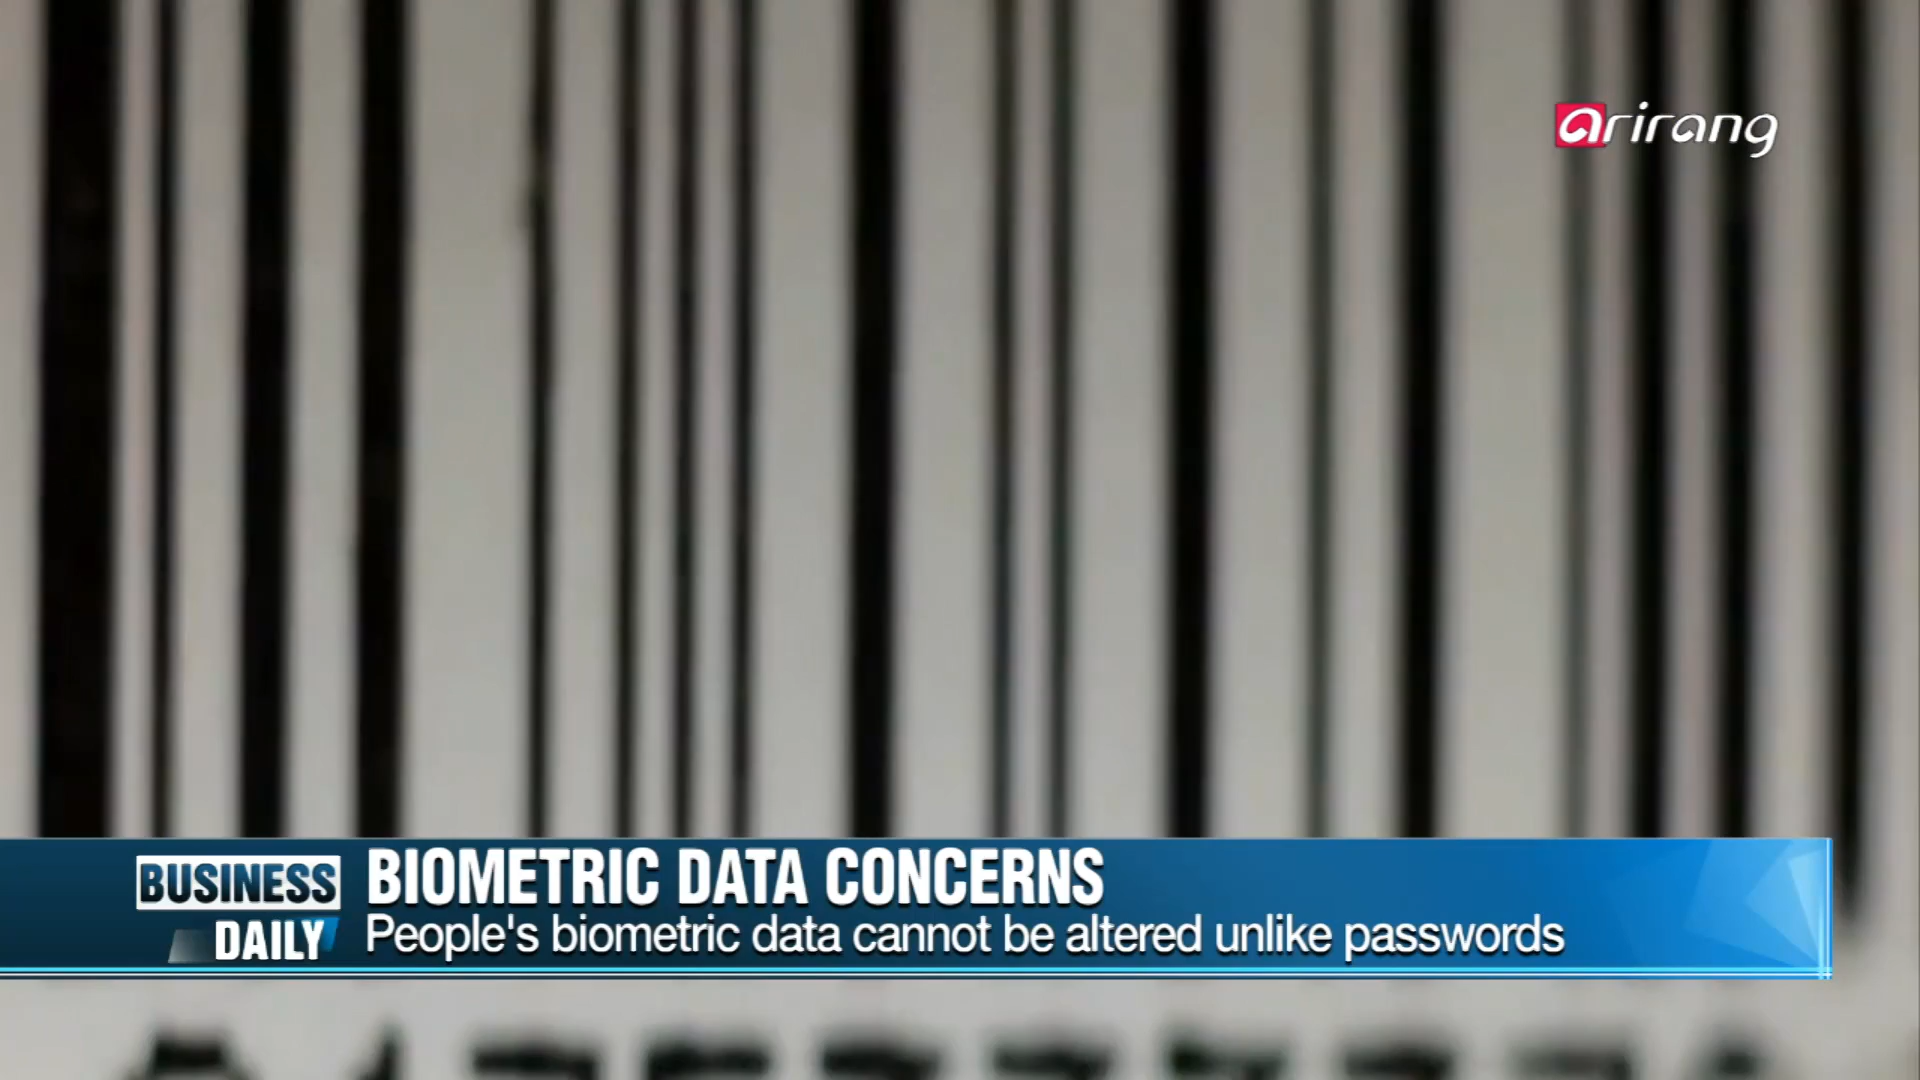 arirang
BUSINESS
DAILY
BIOMETRIC DATA CONCERNS
People's biometric data cannot be altered unlike passwords